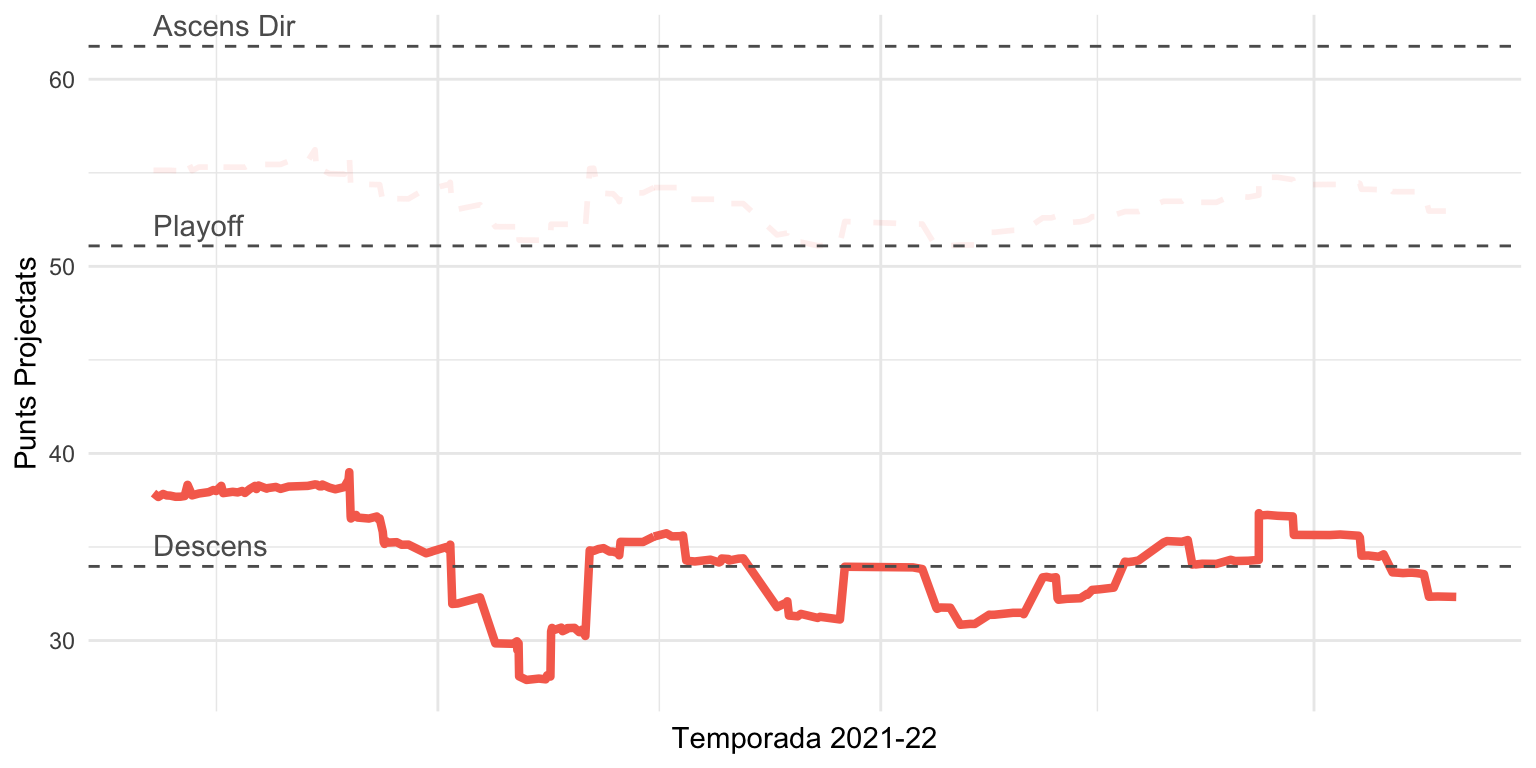 Ascens Dir
60
Playoff
50
Punts Projectats
40
Descens
30
Temporada 2021-22